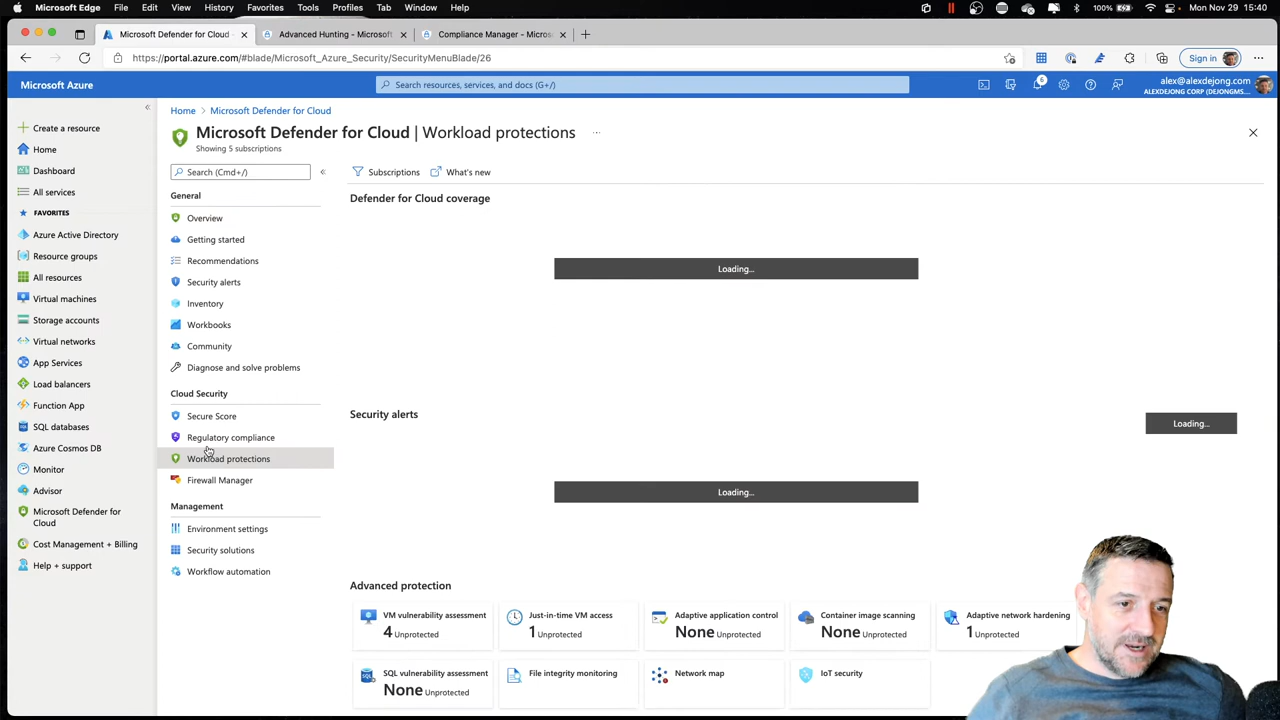 Microsoft Edge File Edit View History Favorites Tools Profiles Tab Window Help 100% Mon Nov 29 15:40
Microsoft Defender for Cloud - Advanced Hunting - Microsoft Compliance Manager - Micros
https://portal.azure.com/#blade/Microsoft_Azure_Security/SecurityMenuBlade/26 Sign in
Microsoft Azure Search resources, services, and docs (G+/) 6 alex@alexdejong.com
ALEXDEJONG CORP (DEJONGMS...
Home > Microsoft Defender for Cloud
Microsoft Defender for Cloud | Workload protections ...
Showing 5 subscriptions
Create a resource
Home
Dashboard
All services
FAVORITES
Azure Active Directory
Resource groups
All resources
Virtual machines
Storage accounts
Virtual networks
App Services
Load balancers
Function App
SQL databases
Azure Cosmos DB
Monitor
Advisor
Microsoft Defender for
Cloud
Cost Management + Billing
Help + support
Search (Cmd+/)
General
Overview
Getting started
Recommendations
Security alerts
Inventory
Workbooks
Community
Diagnose and solve problems
Cloud Security
Secure Score
Regulatory compliance
Workload protections
Firewall Manager
Management
Environment settings
Security solutions
Workflow automation
Subscriptions What's new
Defender for Cloud coverage
Loading...
Security alerts
Loading...
Loading...
Advanced protection
VM vulnerability assessment
4 Unprotected
Just-in-time VM access
1 Unprotected
Adaptive application control
None Unprotected
Container image scanning
None Unprotected
Adaptive network hardening
1 Unprotected
SQL vulnerability assessment
None Unprotected
File integrity monitoring
Network map
IoT security